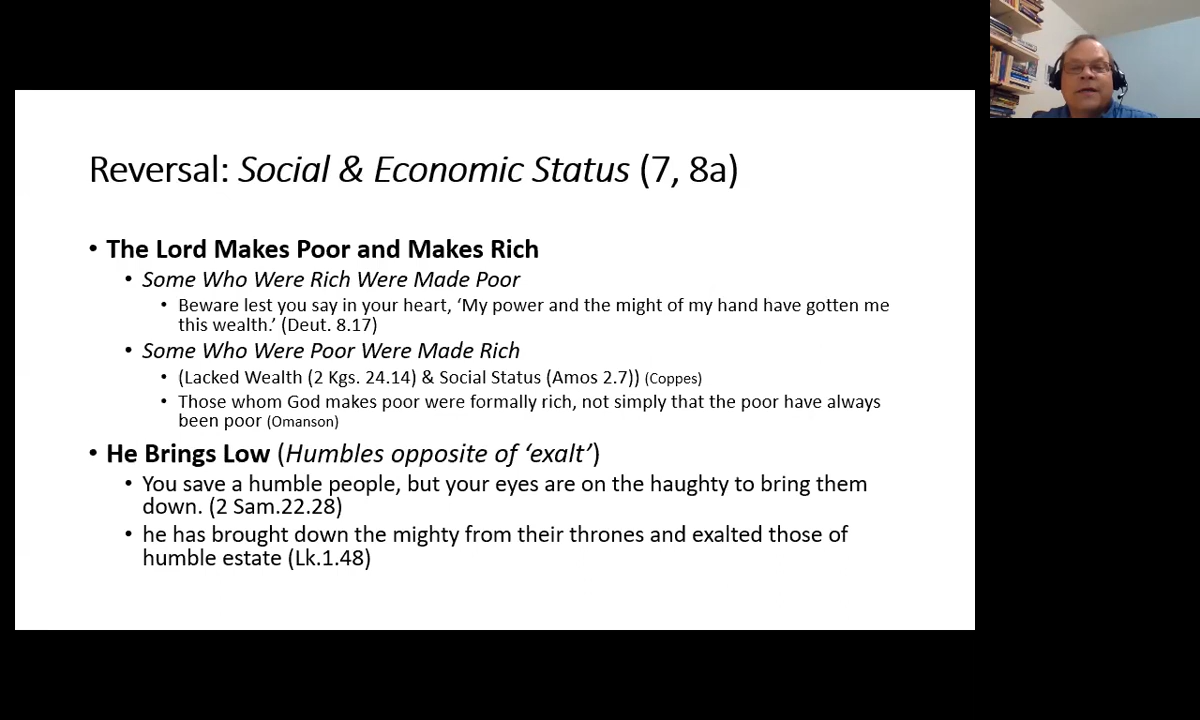 Reversal: Social & Economic Status (7, 8a)
• The Lord Makes Poor and Makes Rich
• Some Who Were Rich Were Made Poor
• Beware lest you say in your heart, ‘My power and the might of my hand have gotten me
this wealth.’ (Deut. 8.17)
• Some Who Were Poor Were Made Rich
• (Lacked Wealth (2 Kgs. 24.14) & Social Status (Amos 2.7)) (Coppes)
• Those whom God makes poor were formally rich, not simply that the poor have always
been poor (Omanson)
• He Brings Low (Humbles opposite of ‘exalt’)
• You save a humble people, but your eyes are on the haughty to bring them
down. (2 Sam.22.28)
• he has brought down the mighty from their thrones and exalted those of
humble estate (Lk.1.48)